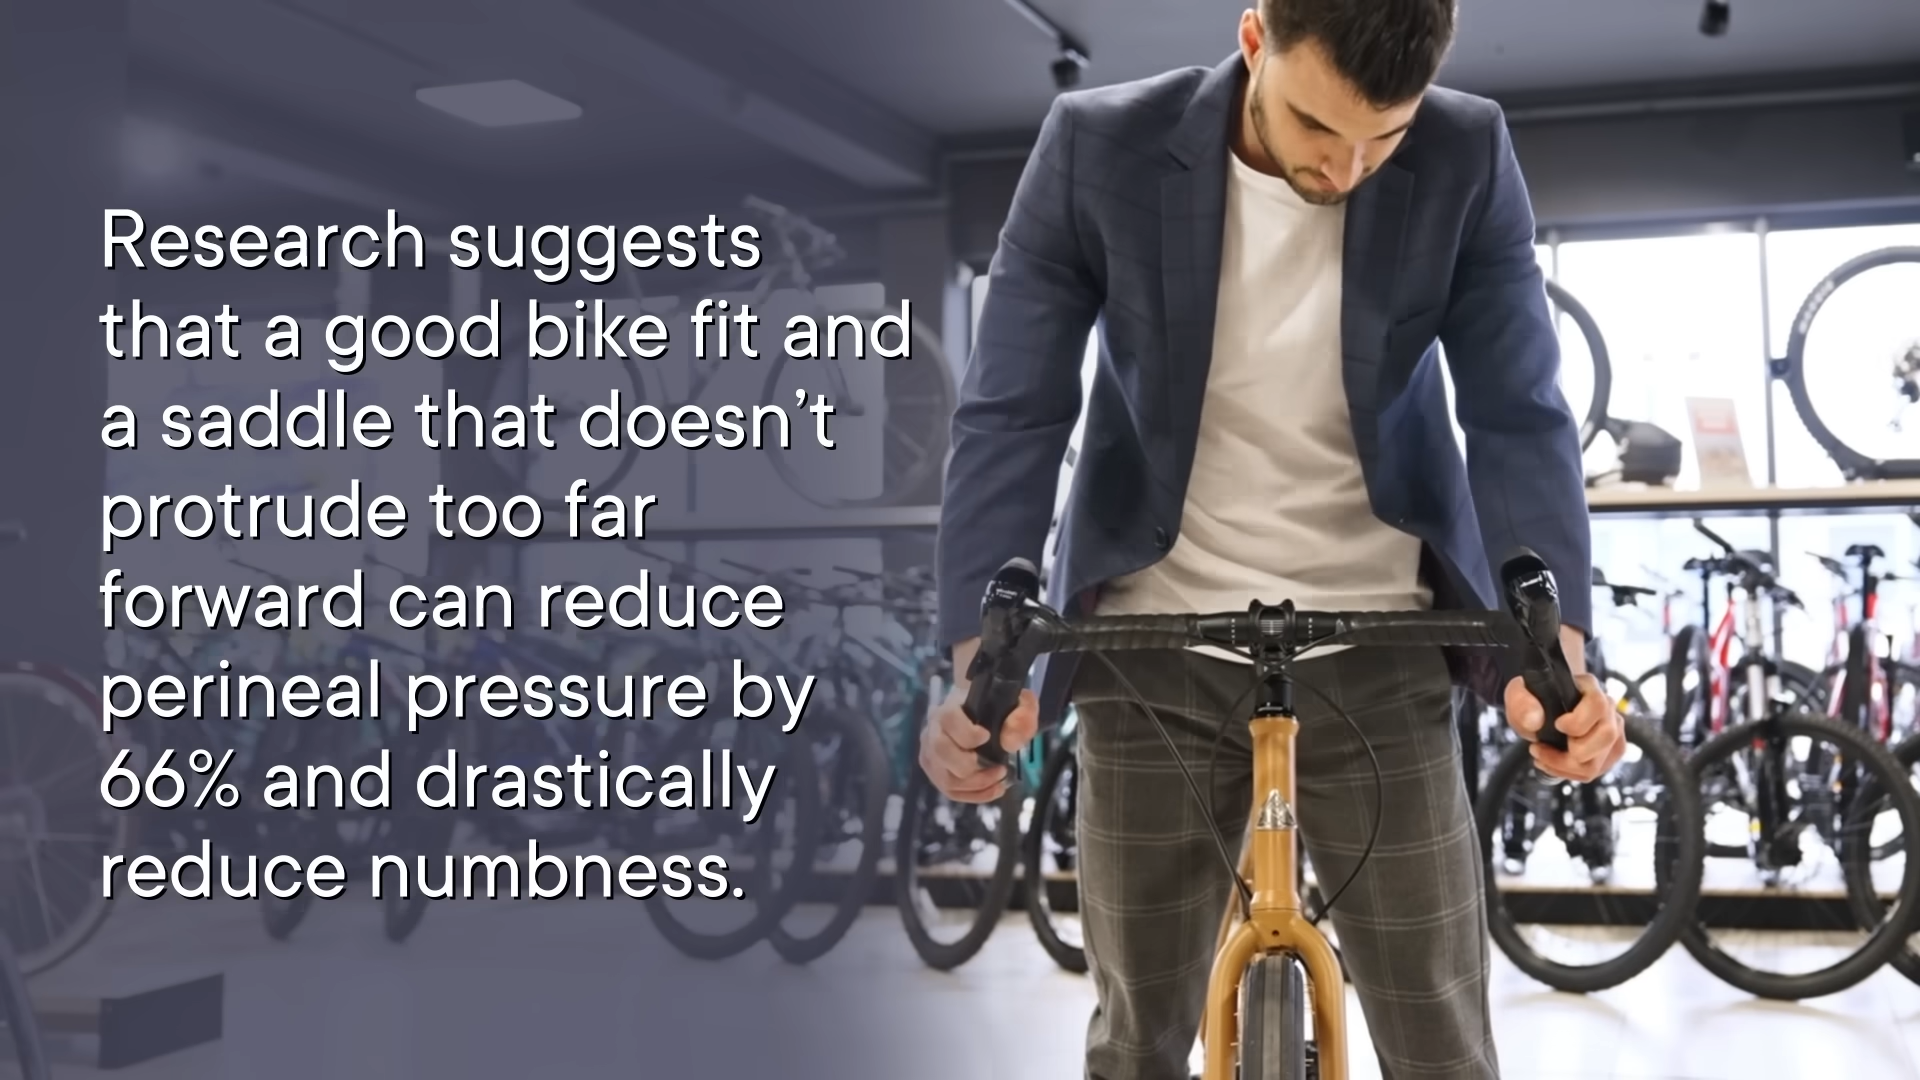 Research suggests
that a good bike fit and
a saddle that doesn’t
protrude too far
forward can reduce
perineal pressure by
66% and drastically
reduce numbness.